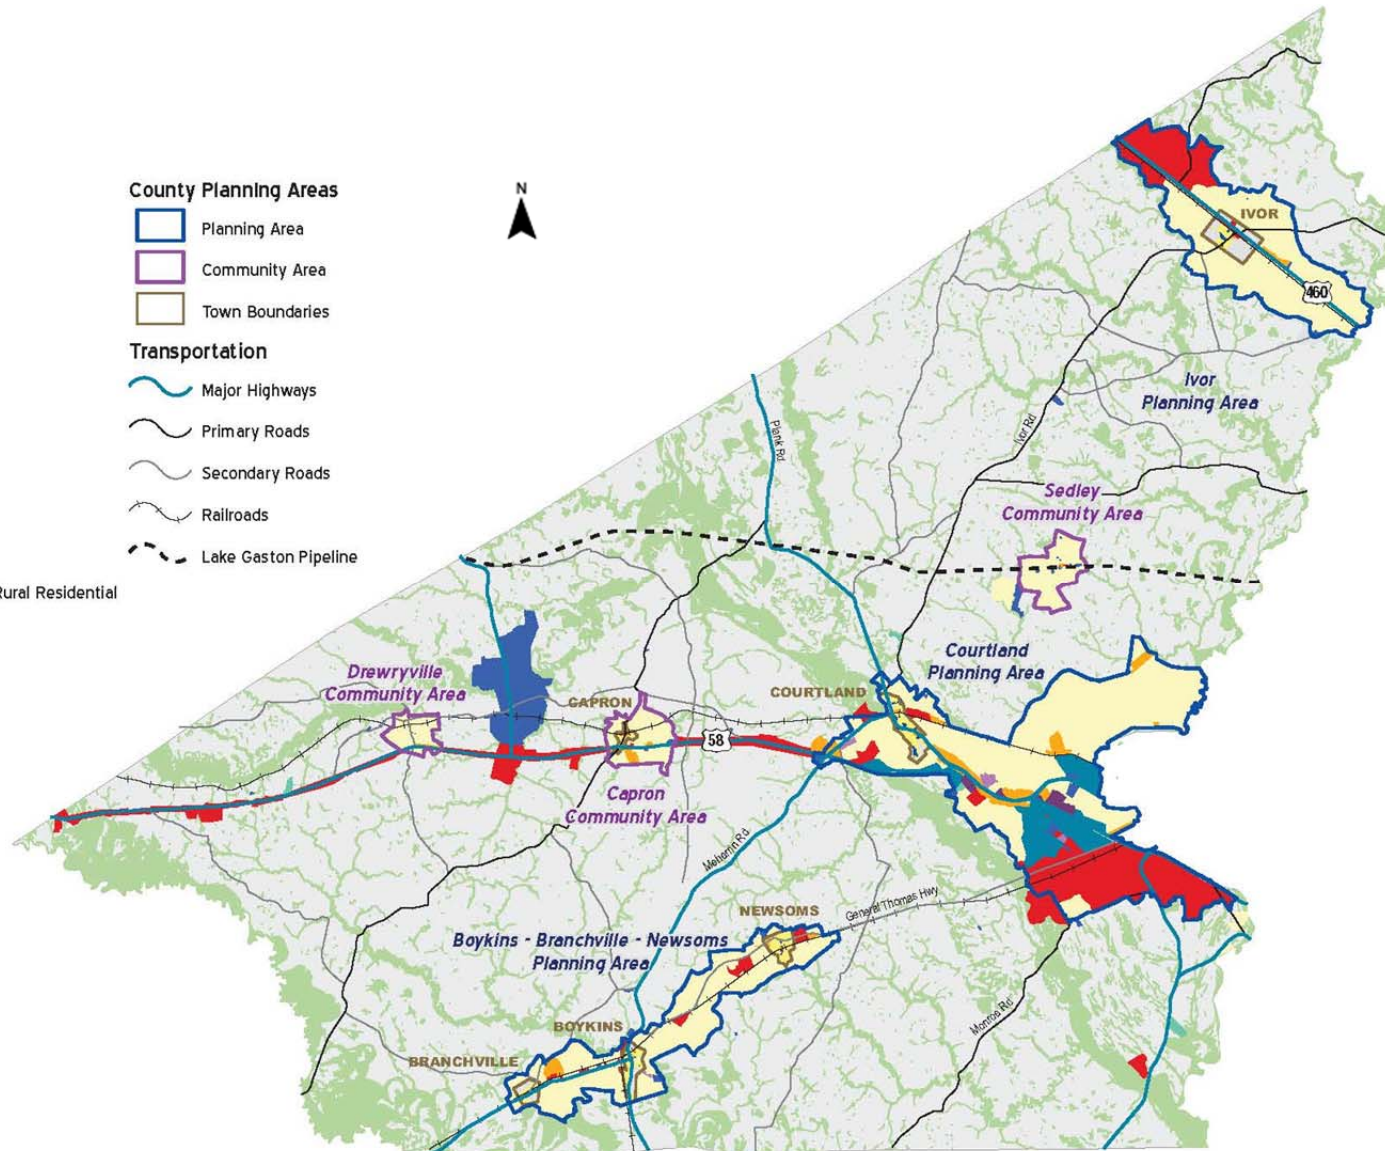 County Planning Areas
Planning Area
Community Area
Town Boundaries
Transportation
Major Highways
Primary Roads
Secondary Roads
Railroads
Lake Gaston Pipeline
Rural Residential
N
IVOR
460
Ivor
Planning Area
Plank Rd
Ivor Rd
Sedley
Community Area
Courtland
Planning Area
Drewryville
Community Area
CAPRON
COURTLAND
58
Capron
Community Area
Meherrin Rd
NEWSOMS
General Thomas Hwy
Boykins - Branchville - Newsoms
Planning Area
Monroe Rd
BOYKINS
BRANCHVILLE